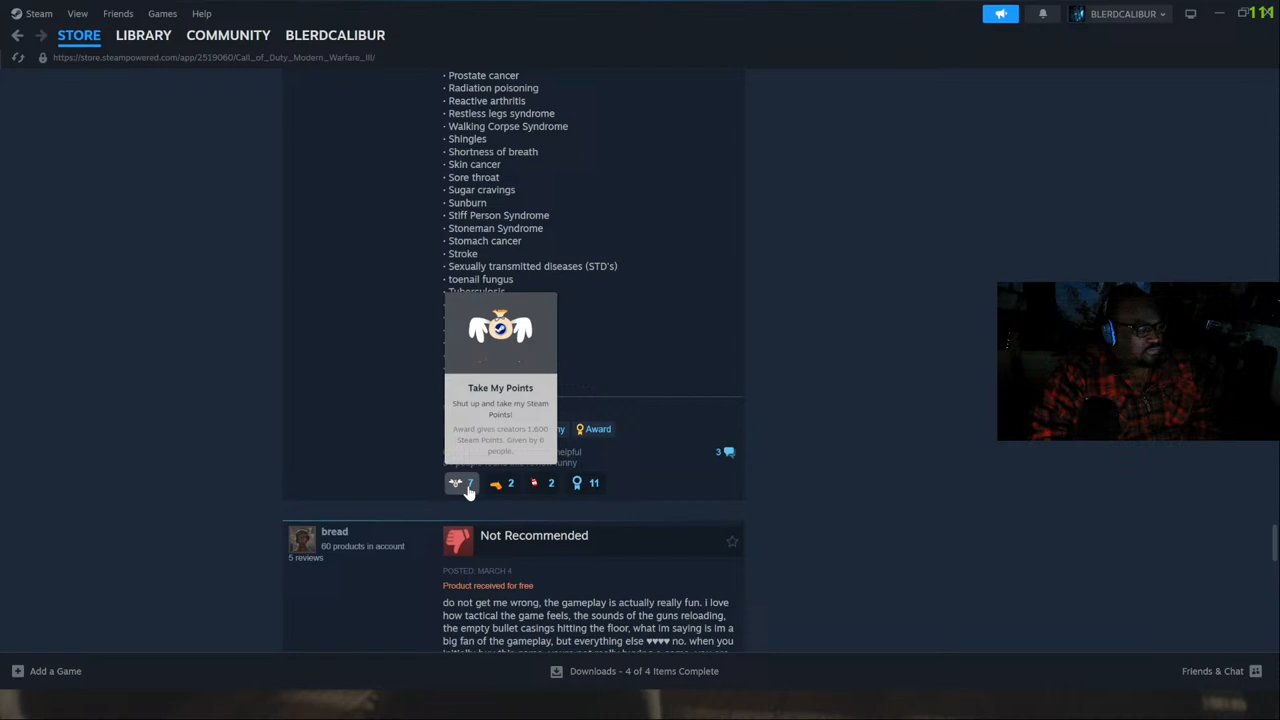 Steam View Friends Games Help
BLERDCALIBUR
114
STORE LIBRARY COMMUNITY BLERDCALIBUR
https://store.steampowered.com/app/2519060/Call_of_Duty_Modern_Warfare_III/
· Prostate cancer
· Radiation poisoning
· Reactive arthritis
· Restless legs syndrome
· Walking Corpse Syndrome
· Shingles
· Shortness of breath
· Skin cancer
· Sore throat
· Sugar cravings
· Sunburn
· Stiff Person Syndrome
· Stoneman Syndrome
· Stomach cancer
· Stroke
· Sexually transmitted diseases (STD's)
· toenail fungus
· Tuberculosis
Take My Points
Shut up and take my Steam
Points!
Award gives creators 1,800
Steam Points. Given by 6
people.
Award
helpful
3
7 2 2 11
bread
60 products in account
5 reviews
Not Recommended
POSTED: MARCH 4
Product received for free
do not get me wrong, the gameplay is actually really fun. i love
how tactical the game feels, the sounds of the guns reloading,
the empty bullet casings hitting the floor, what im saying is im a
big fan of the gameplay, but everything else ♥♥♥♥ no. when you
Add a Game
Downloads - 4 of 4 Items Complete
Friends & Chat